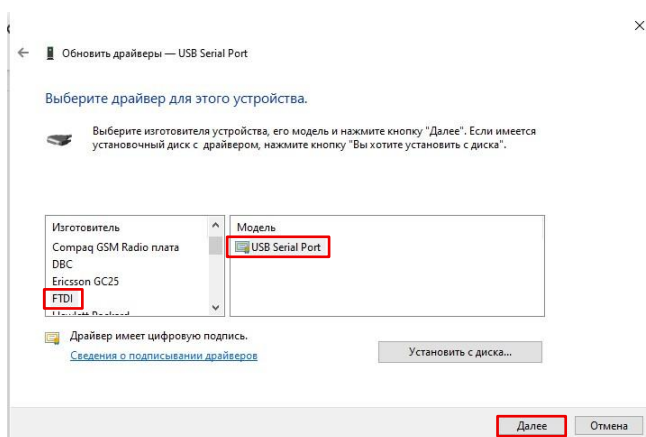 Обновить драйверы — USB Serial Port
Выберите драйвер для этого устройства.
Выберите изготовителя устройства, его модель и нажмите кнопку "Далее". Если имеется
установочный диск с драйвером, нажмите кнопку "Вы хотите установить с диска".
Изготовитель
Compaq GSM Radio плата
DBC
Ericsson GC25
FTDI
Модель
USB Serial Port
Драйвер имеет цифровую подпись.
Сведения о подписывании драйверов
Установить с диска...
Далее
Отмена